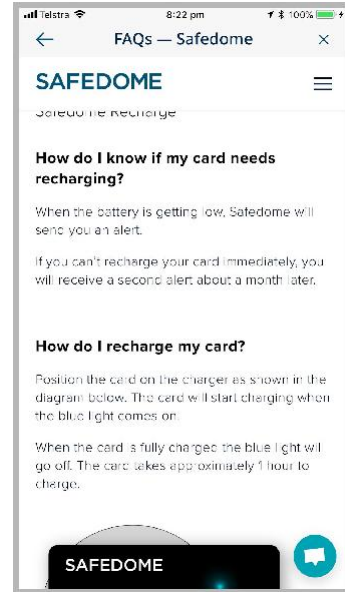 Telstra 8:22 pm 100%
FAQs — Safedome
SAFEDOME
Safedome Recharge
How do I know if my card needs
recharging?
When the battery is getting low, Safedome will
send you an alert.
If you can't recharge your card immediately, you
will receive a second alert about a month later.
How do I recharge my card?
Position the card on the charger as shown in the
diagram below. The card will start charging when
the blue light comes on.
When the card is fully charged the blue light will
go off. The card takes approximately 1 hour to
charge.
SAFEDOME